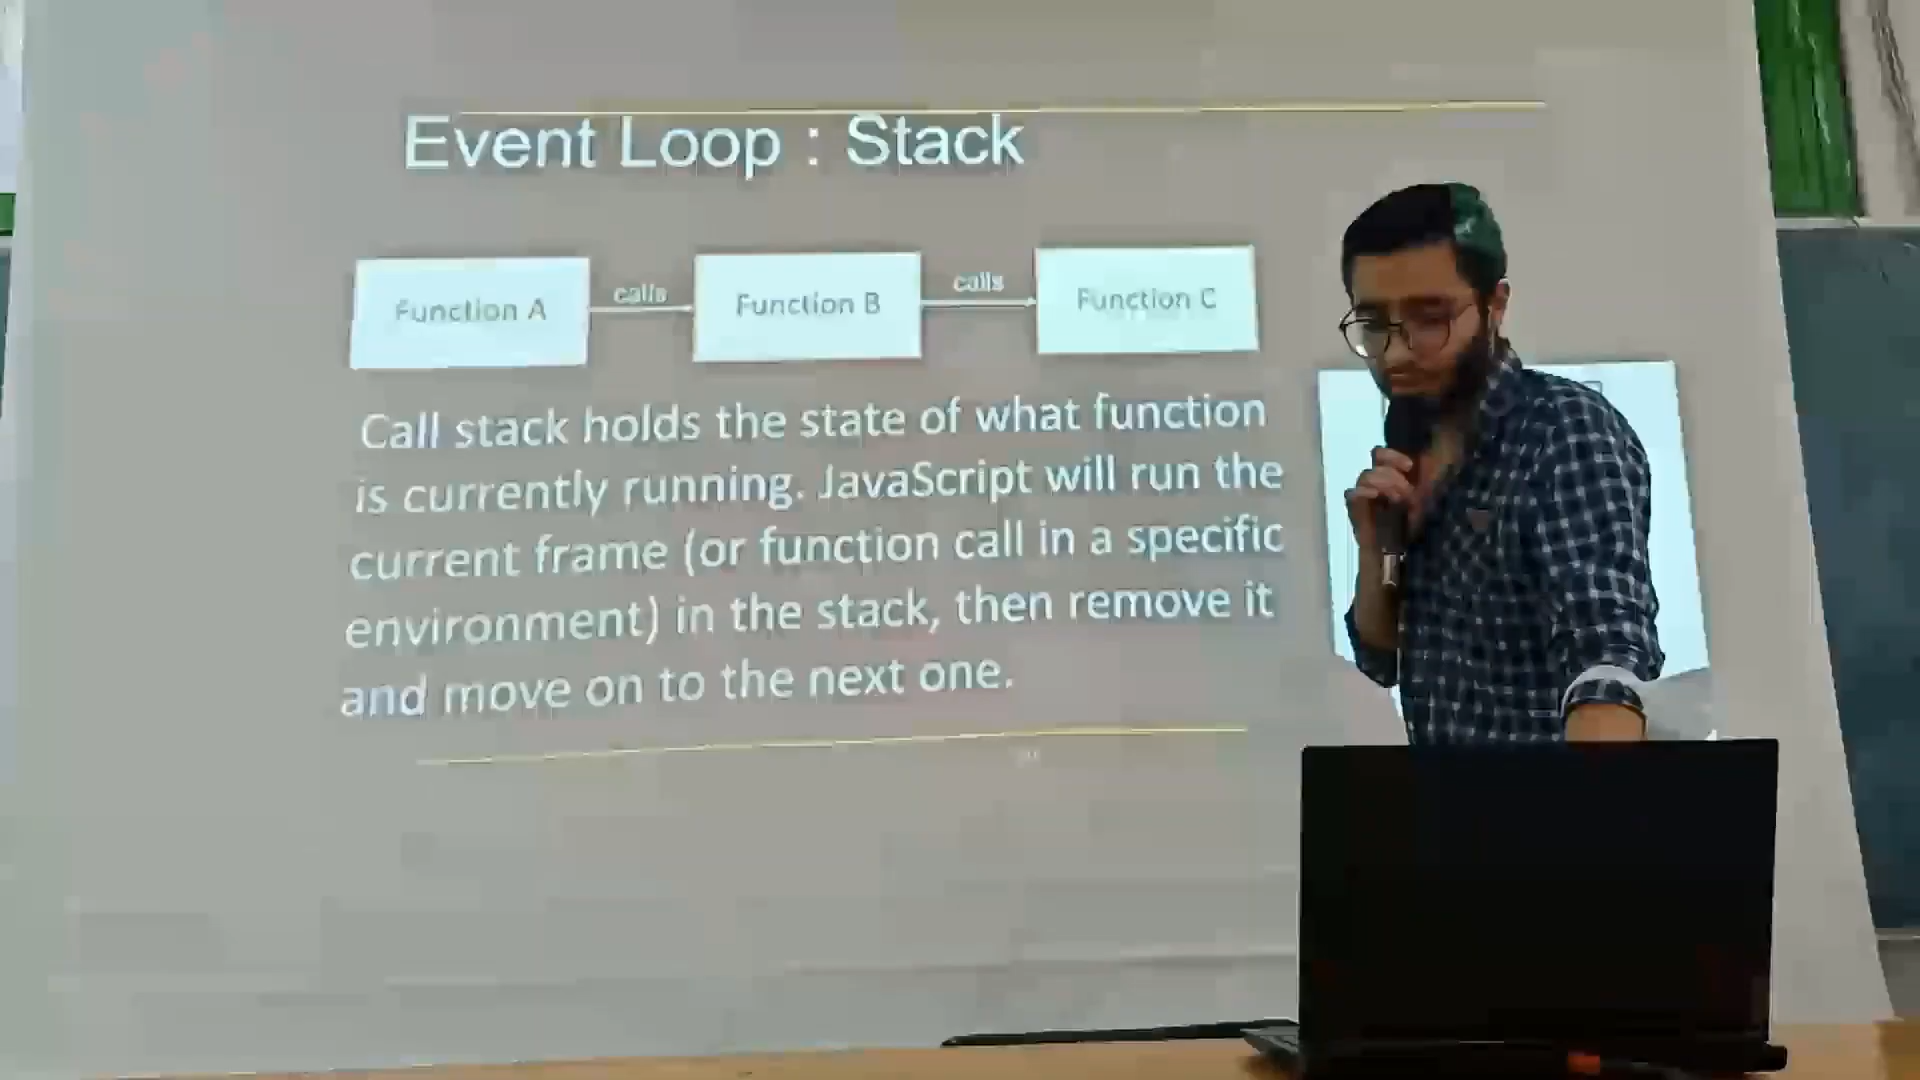 Event Loop : Stack
Function A
calls
Function B
calls
Function C
Call stack holds the state of what function
is currently running. JavaScript will run the
current frame (or function call in a specific
environment) in the stack, then remove it
and move on to the next one.